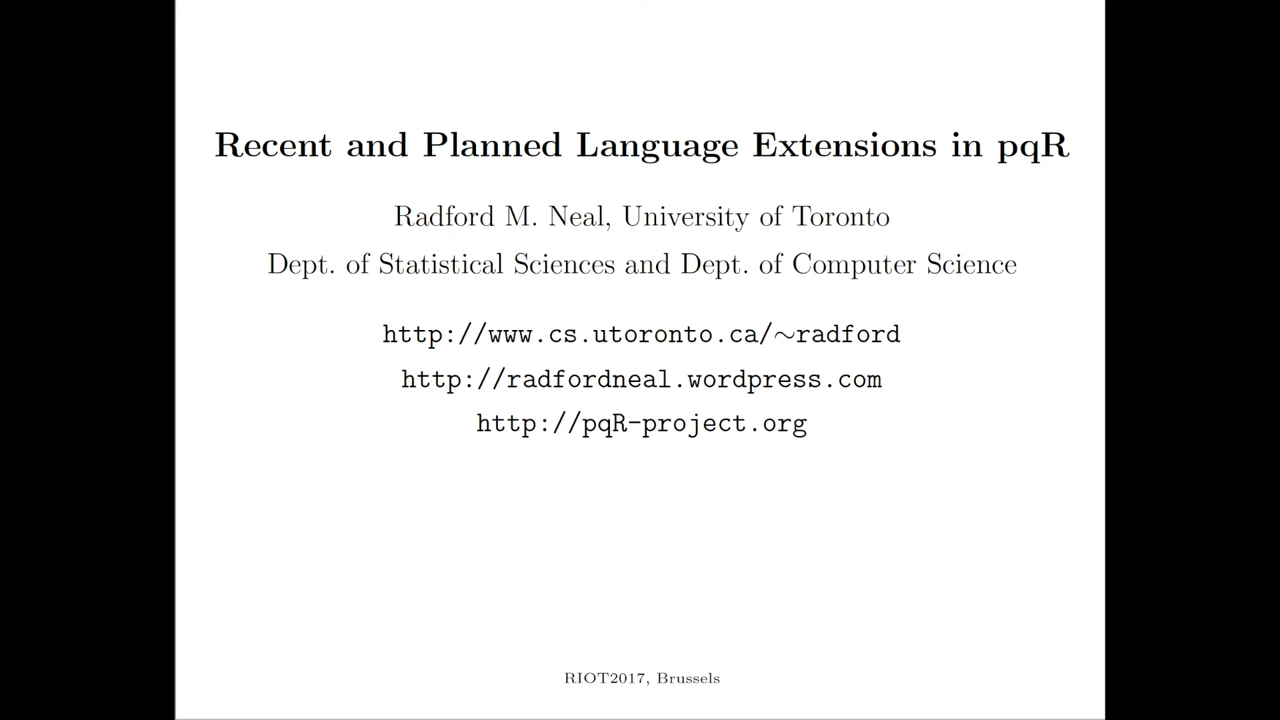 Recent and Planned Language Extensions in pqR
Radford M. Neal, University of Toronto
Dept. of Statistical Sciences and Dept. of Computer Science
http://www.cs.utoronto.ca/∼radford
http://radfordneal.wordpress.com
http://pqR-project.org
RIOT2017, Brussels